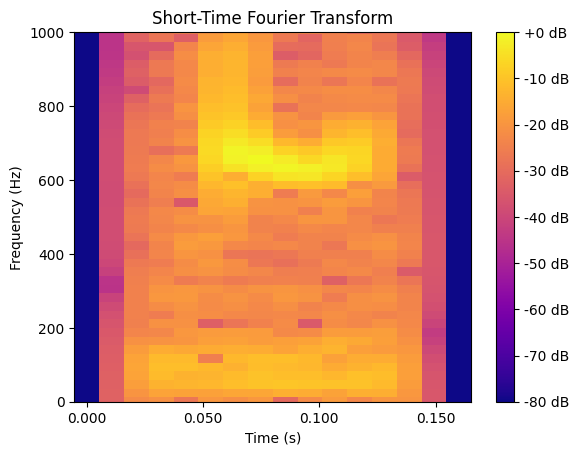 Short-Time Fourier Transform
1000
800
600
400
200
0
Frequency (Hz)
0.000
0.050
0.100
0.150
Time (s)
+0 dB
-10 dB
-20 dB
-30 dB
-40 dB
-50 dB
-60 dB
-70 dB
-80 dB